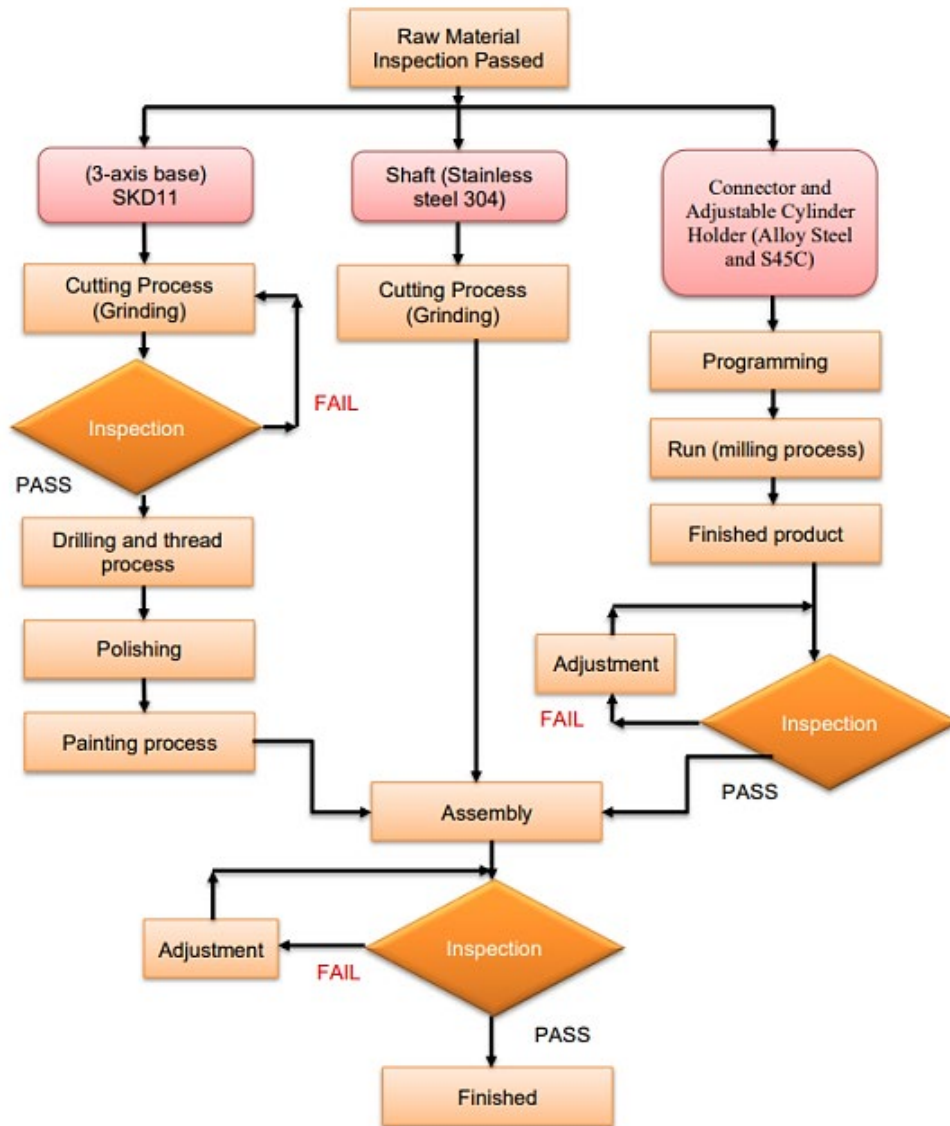 Raw Material
Inspection Passed
(3-axis base)
SKD11
Shaft (Stainless
steel 304)
Connector and
Adjustable Cylinder
Holder (Alloy Steel
and S45C)
Cutting Process
(Grinding)
Cutting Process
(Grinding)
Programming
FAIL
Inspection
Run (milling process)
PASS
Finished product
Drilling and thread
process
Polishing
Adjustment
FAIL
Inspection
Painting process
PASS
Assembly
Adjustment
FAIL
Inspection
PASS
Finished